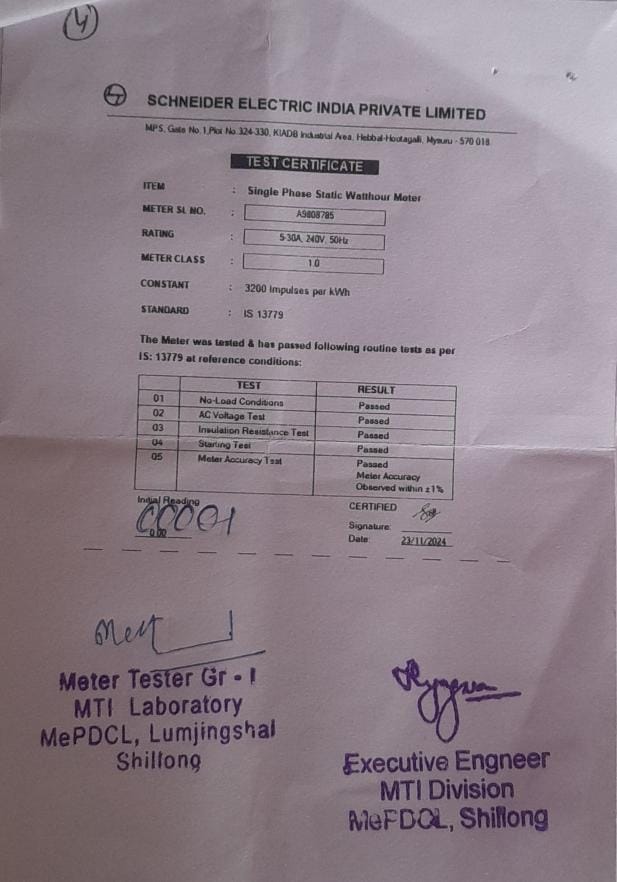 4
SCHNEIDER ELECTRIC INDIA PRIVATE LIMITED
MPS, Gate No. 1, Plot No. 324-330, KIADB Industrial Area, Hebbal-Hootagalli, Mysuru - 570 018
TEST CERTIFICATE
ITEM : Single Phase Static Watthour Meter
METER SL NO. : A9808785
RATING : 5-30A, 240V, 50Hz
METER CLASS : 1.0
CONSTANT : 3200 Impulses per kWh
STANDARD : IS 13779
The Meter was tested & has passed following routine tests as per
IS: 13779 at reference conditions:
TEST RESULT
01 No-Load Conditions Passed
02 AC Voltage Test Passed
03 Insulation Resistance Test Passed
04 Starting Test Passed
05 Meter Accuracy Test Passed
Meter Accuracy
Observed within ±1%
Initial Reading
00001
0.00
CERTIFIED
Signature:
Date: 23/11/2024
Meter Tester Gr - I
MTI Laboratory
MePDCL, Lumjingshai
Shillong
Executive Engneer
MTI Division
MePDCL, Shillong